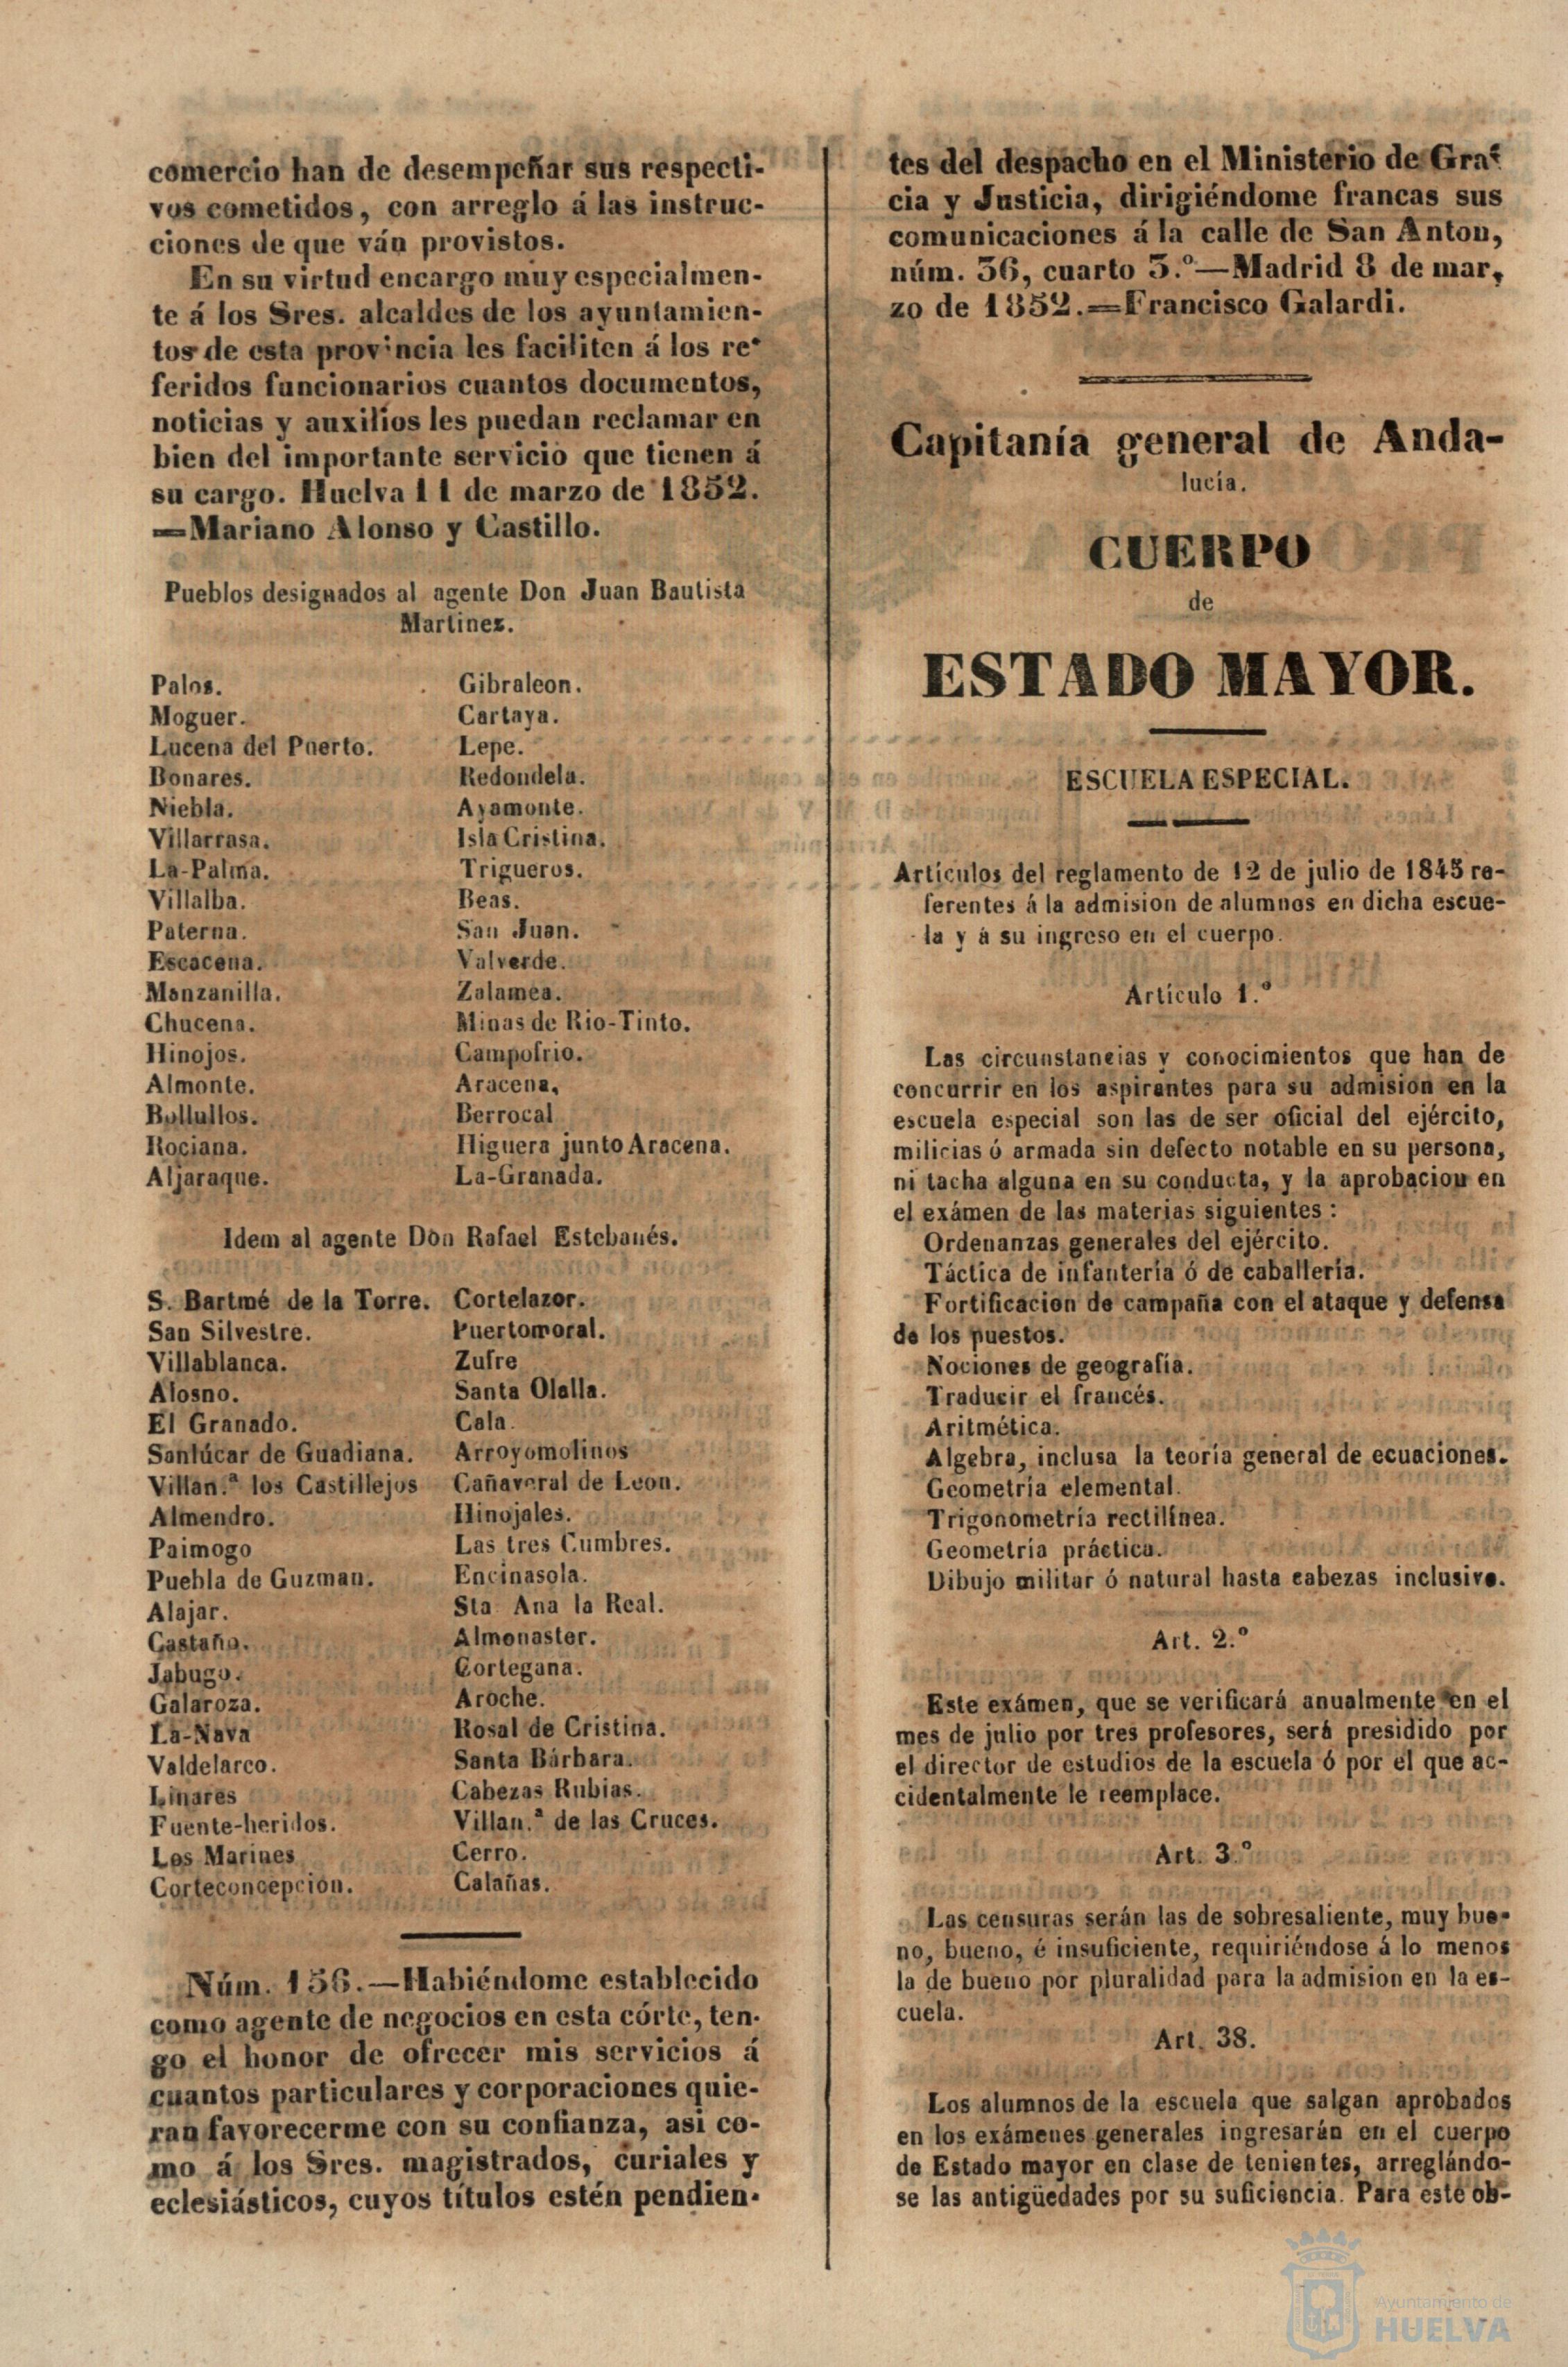 comercio han de desempeñar sus respecti-
vos cometidos, con arreglo á las instruc-
ciones de que ván provistos.
En su virtud encargo muy especialmen-
te á los Sres. alcaldes de los ayuntamien-
tos de esta provincia les faciliten á los re-
feridos funcionarios cuantos documentos,
noticias y auxilios les puedan reclamar en
bien del importante servicio que tienen á
su cargo. Huelva 11 de marzo de 1852.
=Mariano Alonso y Castillo.
Pueblos designados al agente Don Juan Bautista
Martinez.
Palos.
Moguer.
Lucena del Puerto.
Bonares.
Niebla.
Villarrasa.
La-Palma.
Villalba.
Paterna.
Escacena.
Manzanilla.
Chucena.
Hinojos.
Almonte.
Bollullos.
Rociana.
Aljaraque.
Gibraleon.
Cartaya.
Lepe.
Redondela.
Ayamonte.
Isla Cristina.
Trigueros.
Beas.
San Juan.
Valverde.
Zalamea.
Minas de Rio-Tinto.
Campofrio.
Aracena,
Berrocal
Higuera junto Aracena.
La-Granada.
Idem al agente Don Rafael Estebanés.
S. Bartmé de la Torre.
San Silvestre.
Villablanca.
Alosno.
El Granado.
Sanlúcar de Guadiana.
Villan.ª los Castillejos
Almendro.
Paimogo
Puebla de Guzman.
Alajar.
Castaño.
Jabugo.
Galaroza.
La-Nava
Valdelarco.
Linares
Fuente-heridos.
Los Marines
Corteconcepcion.
Cortelazor.
Puertomoral.
Zufre
Santa Olalla.
Cala.
Arroyomolinos
Cañaveral de Leon.
Hinojales.
Las tres Cumbres.
Encinasola.
Sta Ana la Real.
Almonaster.
Cortegana.
Aroche.
Rosal de Cristina.
Santa Bárbara.
Cabezas Rubias.
Villan.ª de las Cruces.
Cerro.
Calañas.
Núm. 156.—Habiéndome establecido
como agente de negocios en esta córte, ten-
go el honor de ofrecer mis servicios á
cuantos particulares y corporaciones quie-
ran favorecerme con su confianza, asi co-
mo á los Sres. magistrados, curiales y
eclesiásticos, cuyos títulos estén pendien-
tes del despacho en el Ministerio de Gra-
cia y Justicia, dirigiéndome francas sus
comunicaciones á la calle de San Anton,
núm. 36, cuarto 3.º—Madrid 8 de mar,
zo de 1852.=Francisco Galardi.
Capitanía general de Anda-
lucía.
CUERPO
de
ESTADO MAYOR.
ESCUELA ESPECIAL.
Artículos del reglamento de 12 de julio de 1845 re-
ferentes á la admision de alumnos en dicha escue-
la y á su ingreso en el cuerpo.
Artículo 1.º
Las circunstancias y conocimientos que han de
concurrir en los aspirantes para su admision en la
escuela especial son las de ser oficial del ejército,
milicias ó armada sin defecto notable en su persona,
ni tacha alguna en su conducta, y la aprobacion en
el exámen de las materias siguientes:
Ordenanzas generales del ejército.
Táctica de infantería ó de caballería.
Fortificacion de campaña con el ataque y defensa
de los puestos.
Nociones de geografía.
Traducir el francés.
Aritmética.
Algebra, inclusa la teoría general de ecuaciones.
Geometría elemental.
Trigonometría rectilínea.
Geometría práctica.
Dibujo militar ó natural hasta cabezas inclusive.
Art. 2.º
Este exámen, que se verificará anualmente en el
mes de julio por tres profesores, será presidido por
el director de estudios de la escuela ó por el que ac-
cidentalmente le reemplace.
Art. 3.º
Las censuras serán las de sobresaliente, muy bue-
no, bueno, é insuficiente, requiriéndose á lo menos
la de bueno por pluralidad para la admision en la es-
cuela.
Art. 38.
Los alumnos de la escuela que salgan aprobados
en los exámenes generales ingresarán en el cuerpo
de Estado mayor en clase de tenientes, arreglándo-
se las antigüedades por su suficiencia. Para este ob-
Ayuntamiento de
HUELVA